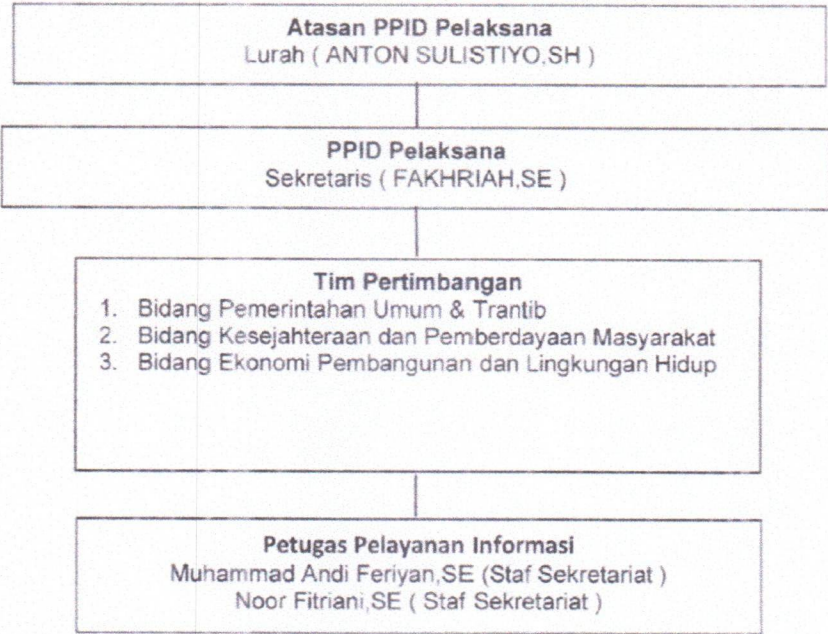 Atasan PPID Pelaksana
Lurah ( ANTON SULISTIYO,SH )
PPID Pelaksana
Sekretaris ( FAKHRIAH,SE )
Tim Pertimbangan
1. Bidang Pemerintahan Umum & Trantib
2. Bidang Kesejahteraan dan Pemberdayaan Masyarakat
3. Bidang Ekonomi Pembangunan dan Lingkungan Hidup
Petugas Pelayanan Informasi
Muhammad Andi Feriyan,SE (Staf Sekretariat )
Noor Fitriani,SE ( Staf Sekretariat )